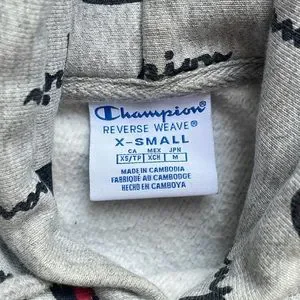 Champion®
REVERSE WEAVE®
X-SMALL
CA MEX JPN
XS/TP XCH M
MADE IN CAMBODIA
FABRIQUÉ AU CAMBODGE
HECHO EN CAMBOYA